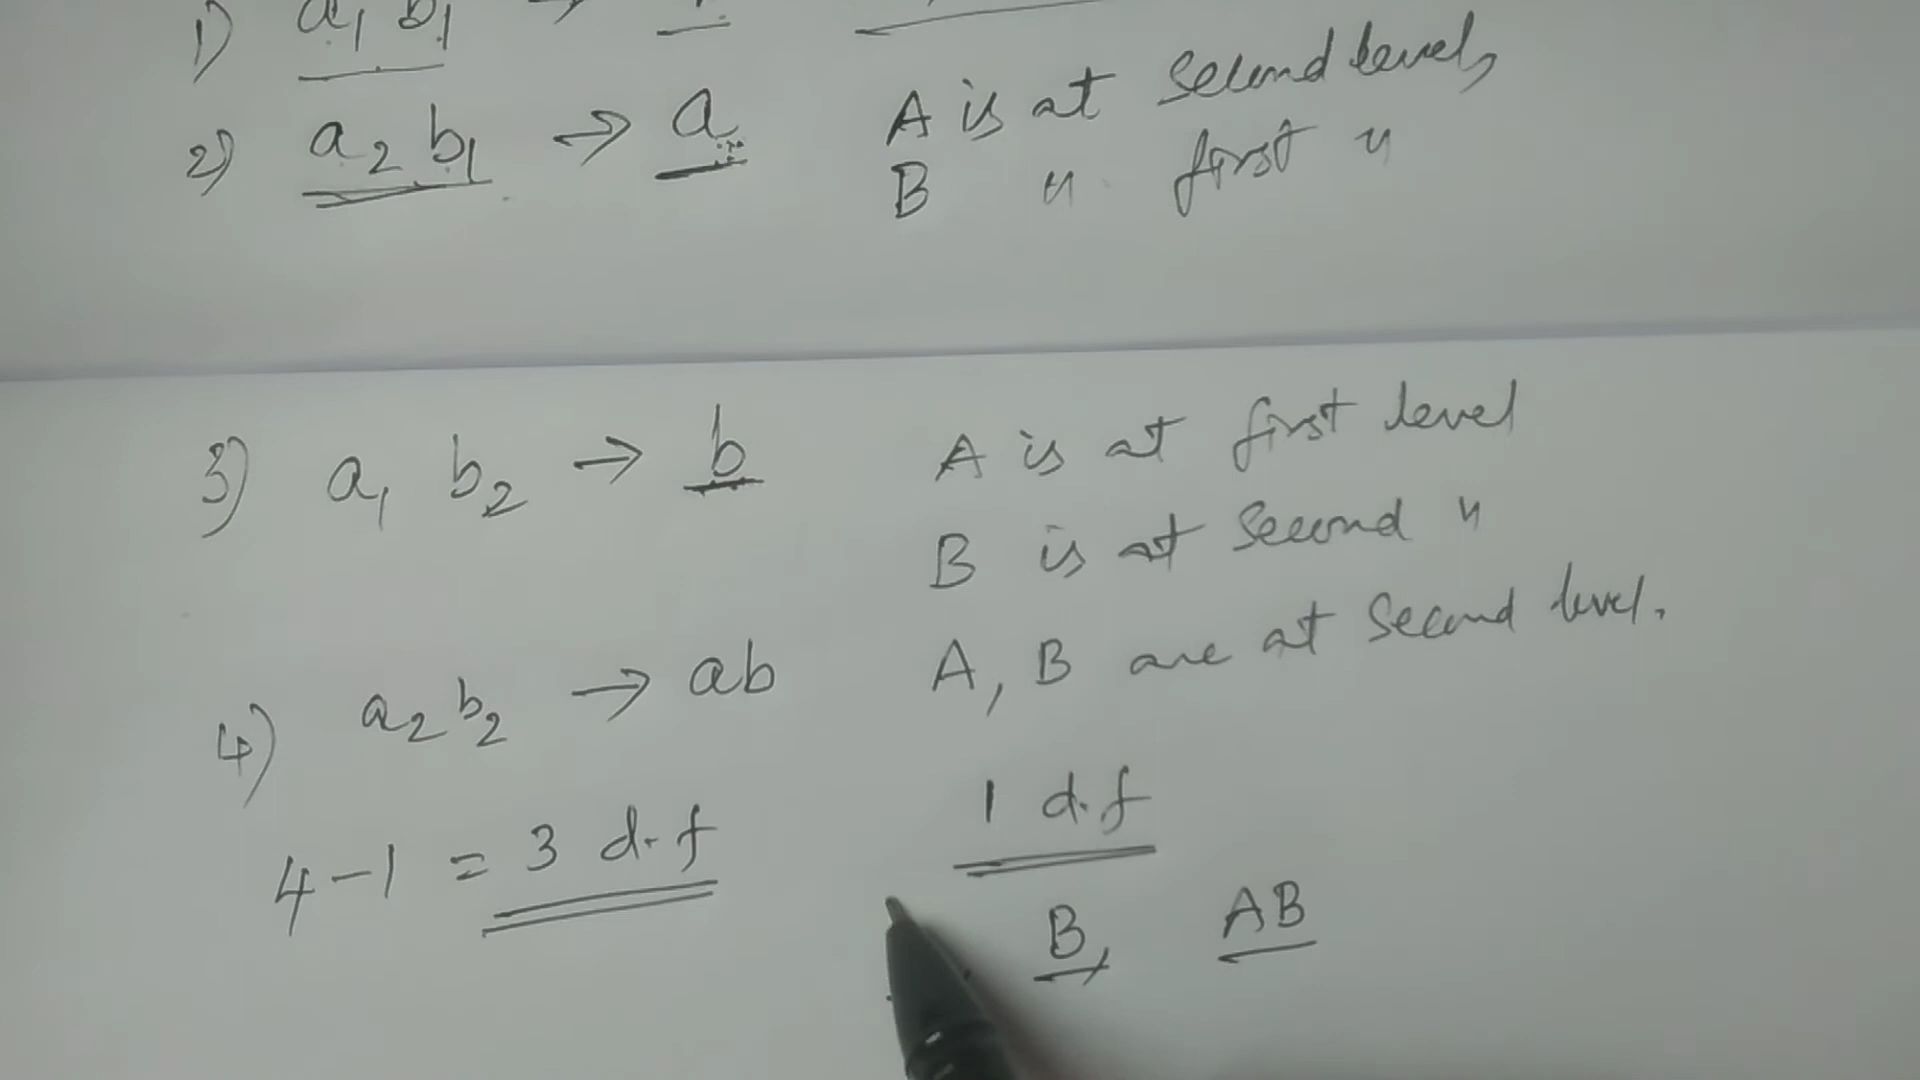 1) a1 b1 →
2) a2 b1 → a A is at Second level,
B " first "
3) a1 b2 → b A is at first level
B is at Second "
4) a2 b2 → ab A, B are at Second level.
4-1 = 3 d.f 1 d.f
B, AB